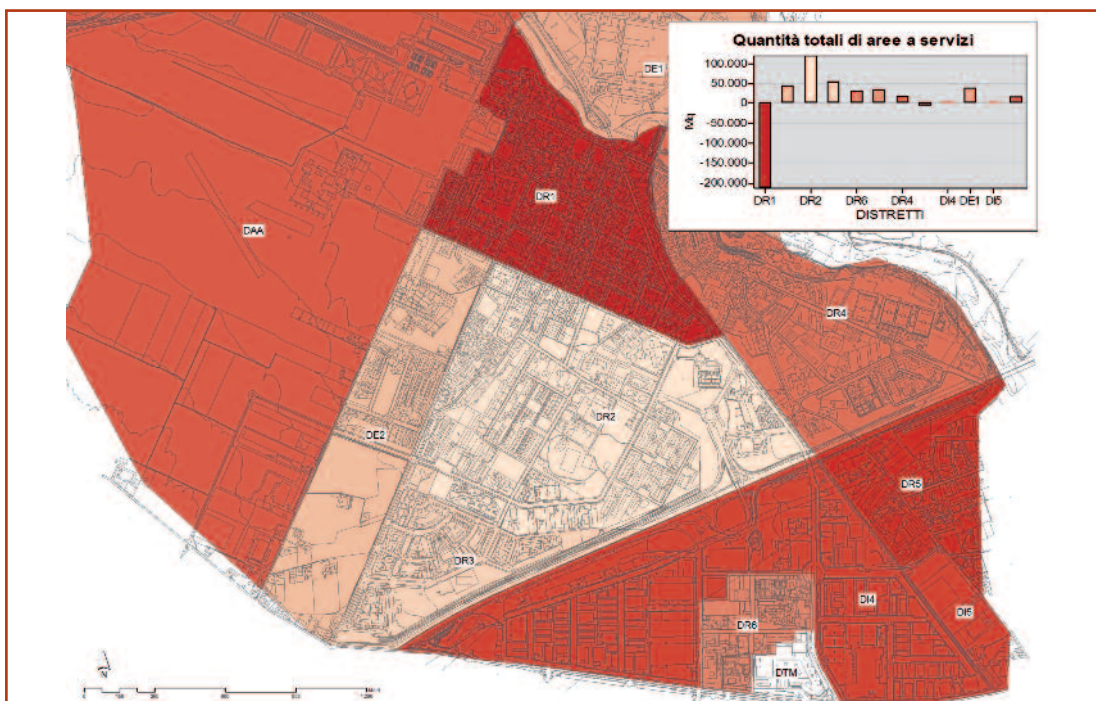 Quantità totali di aree a servizi
100.000
50.000
0
-50.000
-100.000
-150.000
-200.000
Mq
DR1 DR2 DR6 DR4 DI4 DE1 DI5
DISTRETTI
DE1
DR1
DAA
DR4
DR2
DE2
DR5
DR3
DI4
DI5
DR6
DTM
N